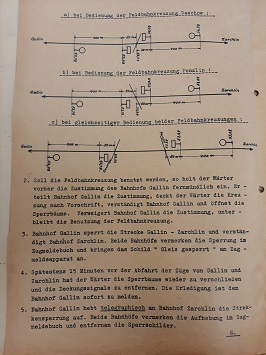 a) bei Bedienung der Feldbahnkreuzung Teschow :
Gallin
Zarchlin
b) bei Bedienung der Feldbahnkreuzung Penzlin :
Gallin
Zarchlin
c) bei gleichzeitiger Bedienung beider Feldbahnkreuzungen :
Gallin
Zarchlin
2. Soll die Feldbahnkreuzung benutzt werden, so holt der Wärter
vorher die Zustimmung des Bahnhofs Gallin fernmündlich ein. Er-
teilt Bahnhof Gallin die Zustimmung, deckt der Wärter die Kreu-
zung nach Vorschrift, verständigt Bahnhof Gallin und öffnet die
Sperrbäume. Verweigert Bahnhof Gallin die Zustimmung, unter-
bleibt die Benutzung der Feldbahnkreuzung.
3. Bahnhof Gallin sperrt die Strecke Gallin - Zarchlin und verstän-
digt Bahnhof Zarchlin. Beide Bahnhöfe vermerken die Sperrung im
Zugmeldebuch und bringen das Schild " Gleis gesperrt " am Zug-
meldeapparat an.
4. Spätestens 15 Minuten vor der Abfahrt der Züge von Gallin und
Zarchlin hat der Wärter die Sperrbäume wieder zu verschließen
und die Deckungssignale zu entfernen. Die Erledigung ist dem
Bahnhof Gallin sofort zu melden.
5. Bahnhof Gallin hebt telegraphisch an Bahnhof Zarchlin die Strek-
kensperrung auf. Beide Bahnhöfe vermerken die Aufhebung im Zug-
meldebuch und entfernen die Sperrschilder.
6.